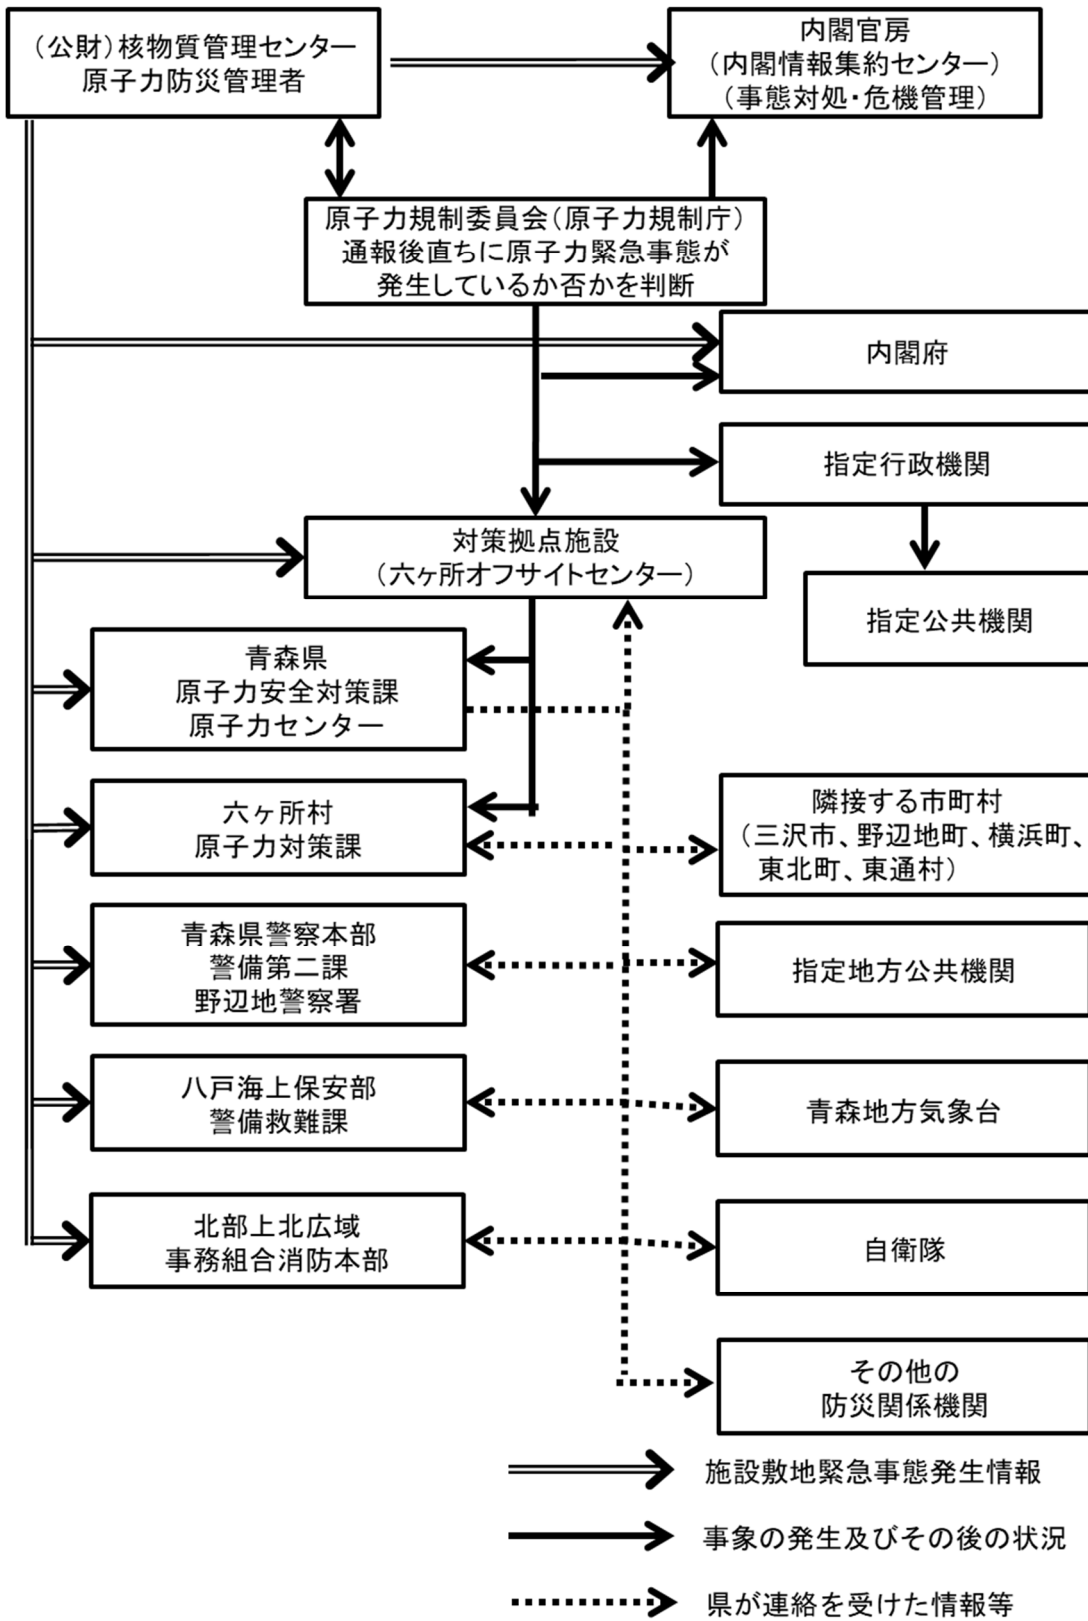 (公財)核物質管理センター
原子力防災管理者
内閣官房
(内閣情報集約センター)
(事態対処・危機管理)
原子力規制委員会(原子力規制庁)
通報後直ちに原子力緊急事態が
発生しているか否かを判断
内閣府
指定行政機関
対策拠点施設
(六ヶ所オフサイトセンター)
指定公共機関
青森県
原子力安全対策課
原子力センター
六ヶ所村
原子力対策課
隣接する市町村
(三沢市、野辺地町、横浜町、
東北町、東通村)
青森県警察本部
警備第二課
野辺地警察署
指定地方公共機関
八戸海上保安部
警備救難課
青森地方気象台
北部上北広域
事務組合消防本部
自衛隊
その他の
防災関係機関
施設敷地緊急事態発生情報
事象の発生及びその後の状況
県が連絡を受けた情報等